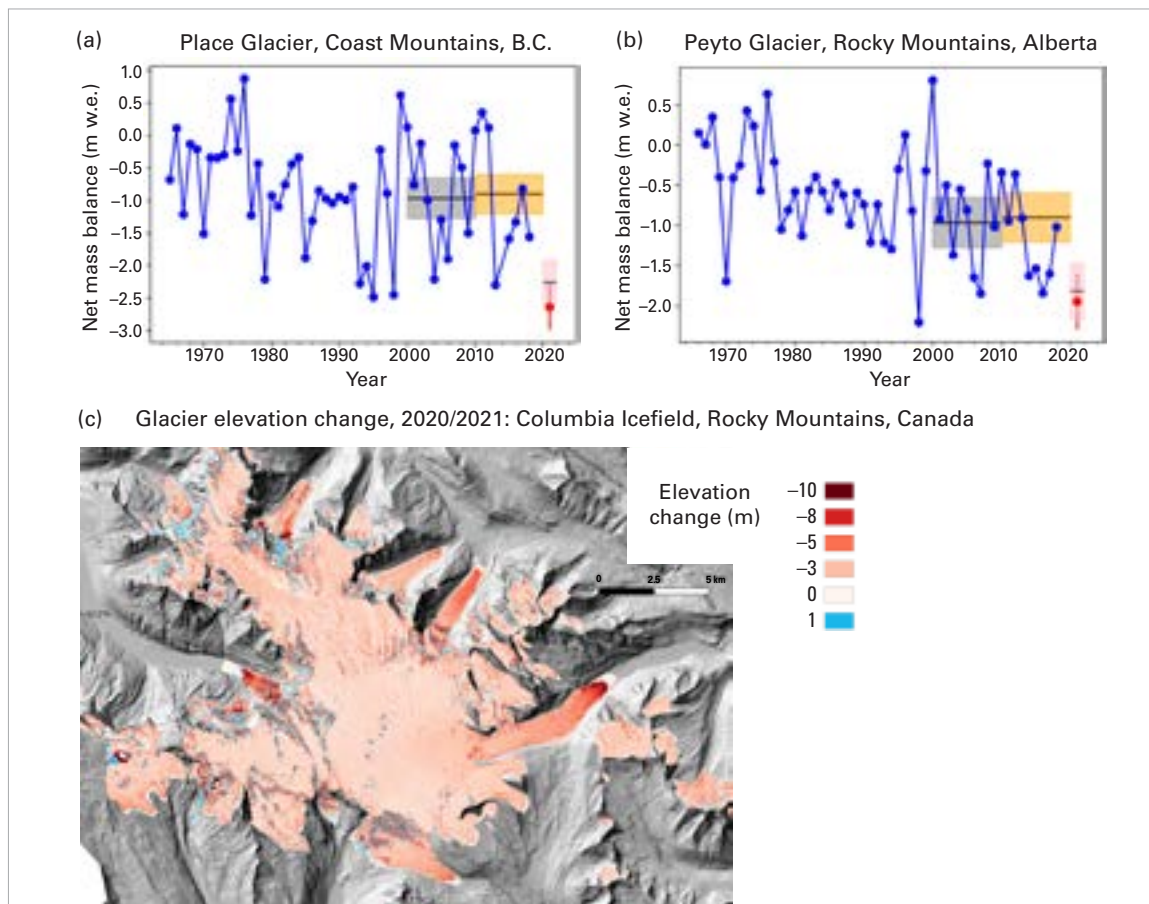 (a) Place Glacier, Coast Mountains, B.C.
Net mass balance (m w.e.)
1.0
0.5
0.0
−0.5
−1.0
−1.5
−2.0
−2.5
−3.0
1970 1980 1990 2000 2010 2020
Year
(b) Peyto Glacier, Rocky Mountains, Alberta
Net mass balance (m w.e.)
0.5
0.0
−0.5
−1.0
−1.5
−2.0
1970 1980 1990 2000 2010 2020
Year
(c) Glacier elevation change, 2020/2021: Columbia Icefield, Rocky Mountains, Canada
Elevation
change (m)
−10
−8
−5
−3
0
1
0 2.5 5 km